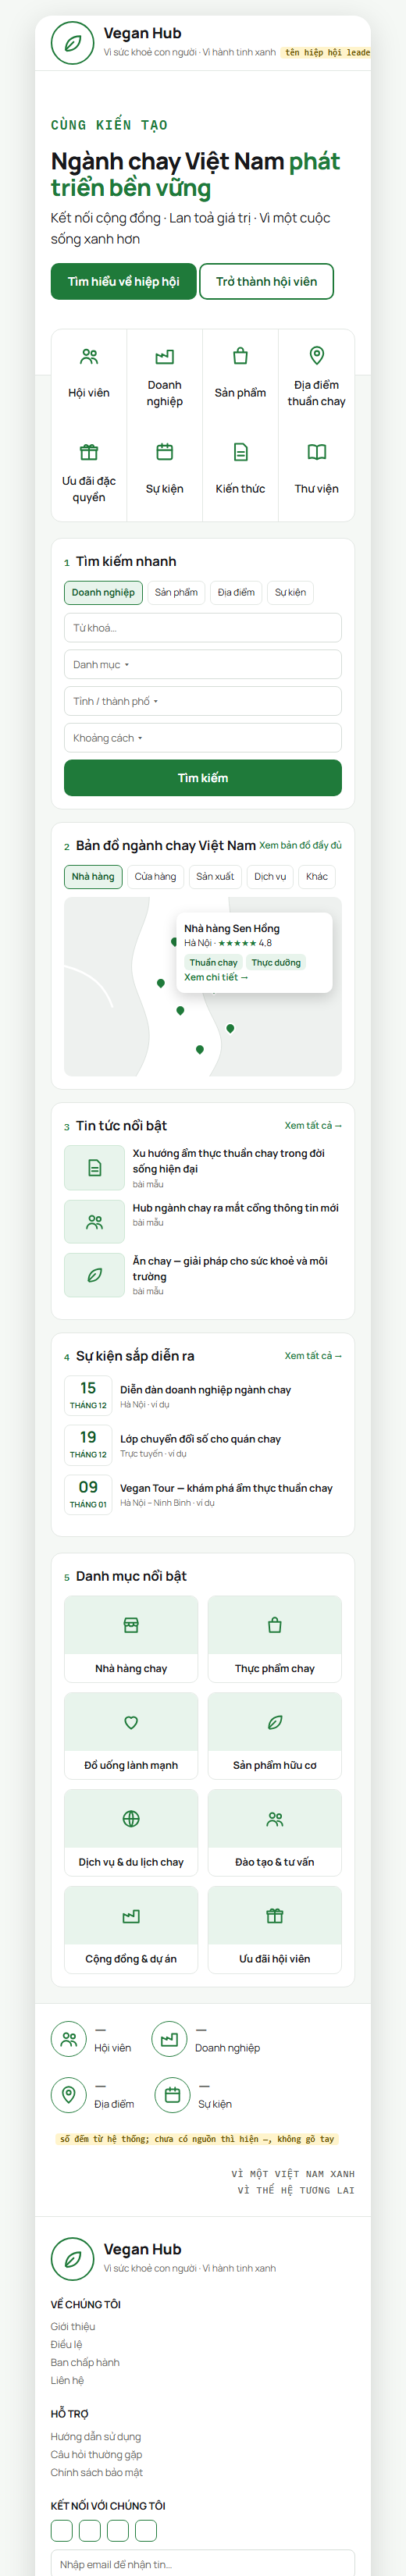 Vegan Hub
Vì sức khoẻ con người · Vì hành tinh xanh tên hiệp hội leade
CÙNG KIẾN TẠO
Ngành chay Việt Nam phát
triển bền vững
Kết nối cộng đồng · Lan toả giá trị · Vì một cuộc
sống xanh hơn
Tìm hiểu về hiệp hội Trở thành hội viên
Hội viên
Doanh
nghiệp
Sản phẩm
Địa điểm
thuần chay
Ưu đãi đặc
quyền
Sự kiện
Kiến thức
Thư viện
1 Tìm kiếm nhanh
Doanh nghiệp Sản phẩm Địa điểm Sự kiện
Từ khoá...
Danh mục ▾
Tỉnh / thành phố ▾
Khoảng cách ▾
Tìm kiếm
2 Bản đồ ngành chay Việt Nam Xem bản đồ đầy đủ
Nhà hàng Cửa hàng Sản xuất Dịch vụ Khác
Nhà hàng Sen Hồng
Hà Nội · ★★★★★ 4,8
Thuần chay Thực dưỡng
Xem chi tiết →
3 Tin tức nổi bật Xem tất cả →
Xu hướng ẩm thực thuần chay trong đời
sống hiện đại
bài mẫu
Hub ngành chay ra mắt cổng thông tin mới
bài mẫu
Ăn chay — giải pháp cho sức khoẻ và môi
trường
bài mẫu
4 Sự kiện sắp diễn ra Xem tất cả →
15
THÁNG 12
Diễn đàn doanh nghiệp ngành chay
Hà Nội · ví dụ
19
THÁNG 12
Lớp chuyển đổi số cho quán chay
Trực tuyến · ví dụ
09
THÁNG 01
Vegan Tour — khám phá ẩm thực thuần chay
Hà Nội – Ninh Bình · ví dụ
5 Danh mục nổi bật
Nhà hàng chay
Thực phẩm chay
Đồ uống lành mạnh
Sản phẩm hữu cơ
Dịch vụ & du lịch chay
Đào tạo & tư vấn
Cộng đồng & dự án
Ưu đãi hội viên
—
Hội viên
—
Doanh nghiệp
—
Địa điểm
—
Sự kiện
số đếm từ hệ thống; chưa có nguồn thì hiện —, không gõ tay
VÌ MỘT VIỆT NAM XANH
VÌ THẾ HỆ TƯƠNG LAI
Vegan Hub
Vì sức khoẻ con người · Vì hành tinh xanh
VỀ CHÚNG TÔI
Giới thiệu
Điều lệ
Ban chấp hành
Liên hệ
HỖ TRỢ
Hướng dẫn sử dụng
Câu hỏi thường gặp
Chính sách bảo mật
KẾT NỐI VỚI CHÚNG TÔI
Nhập email để nhận tin...